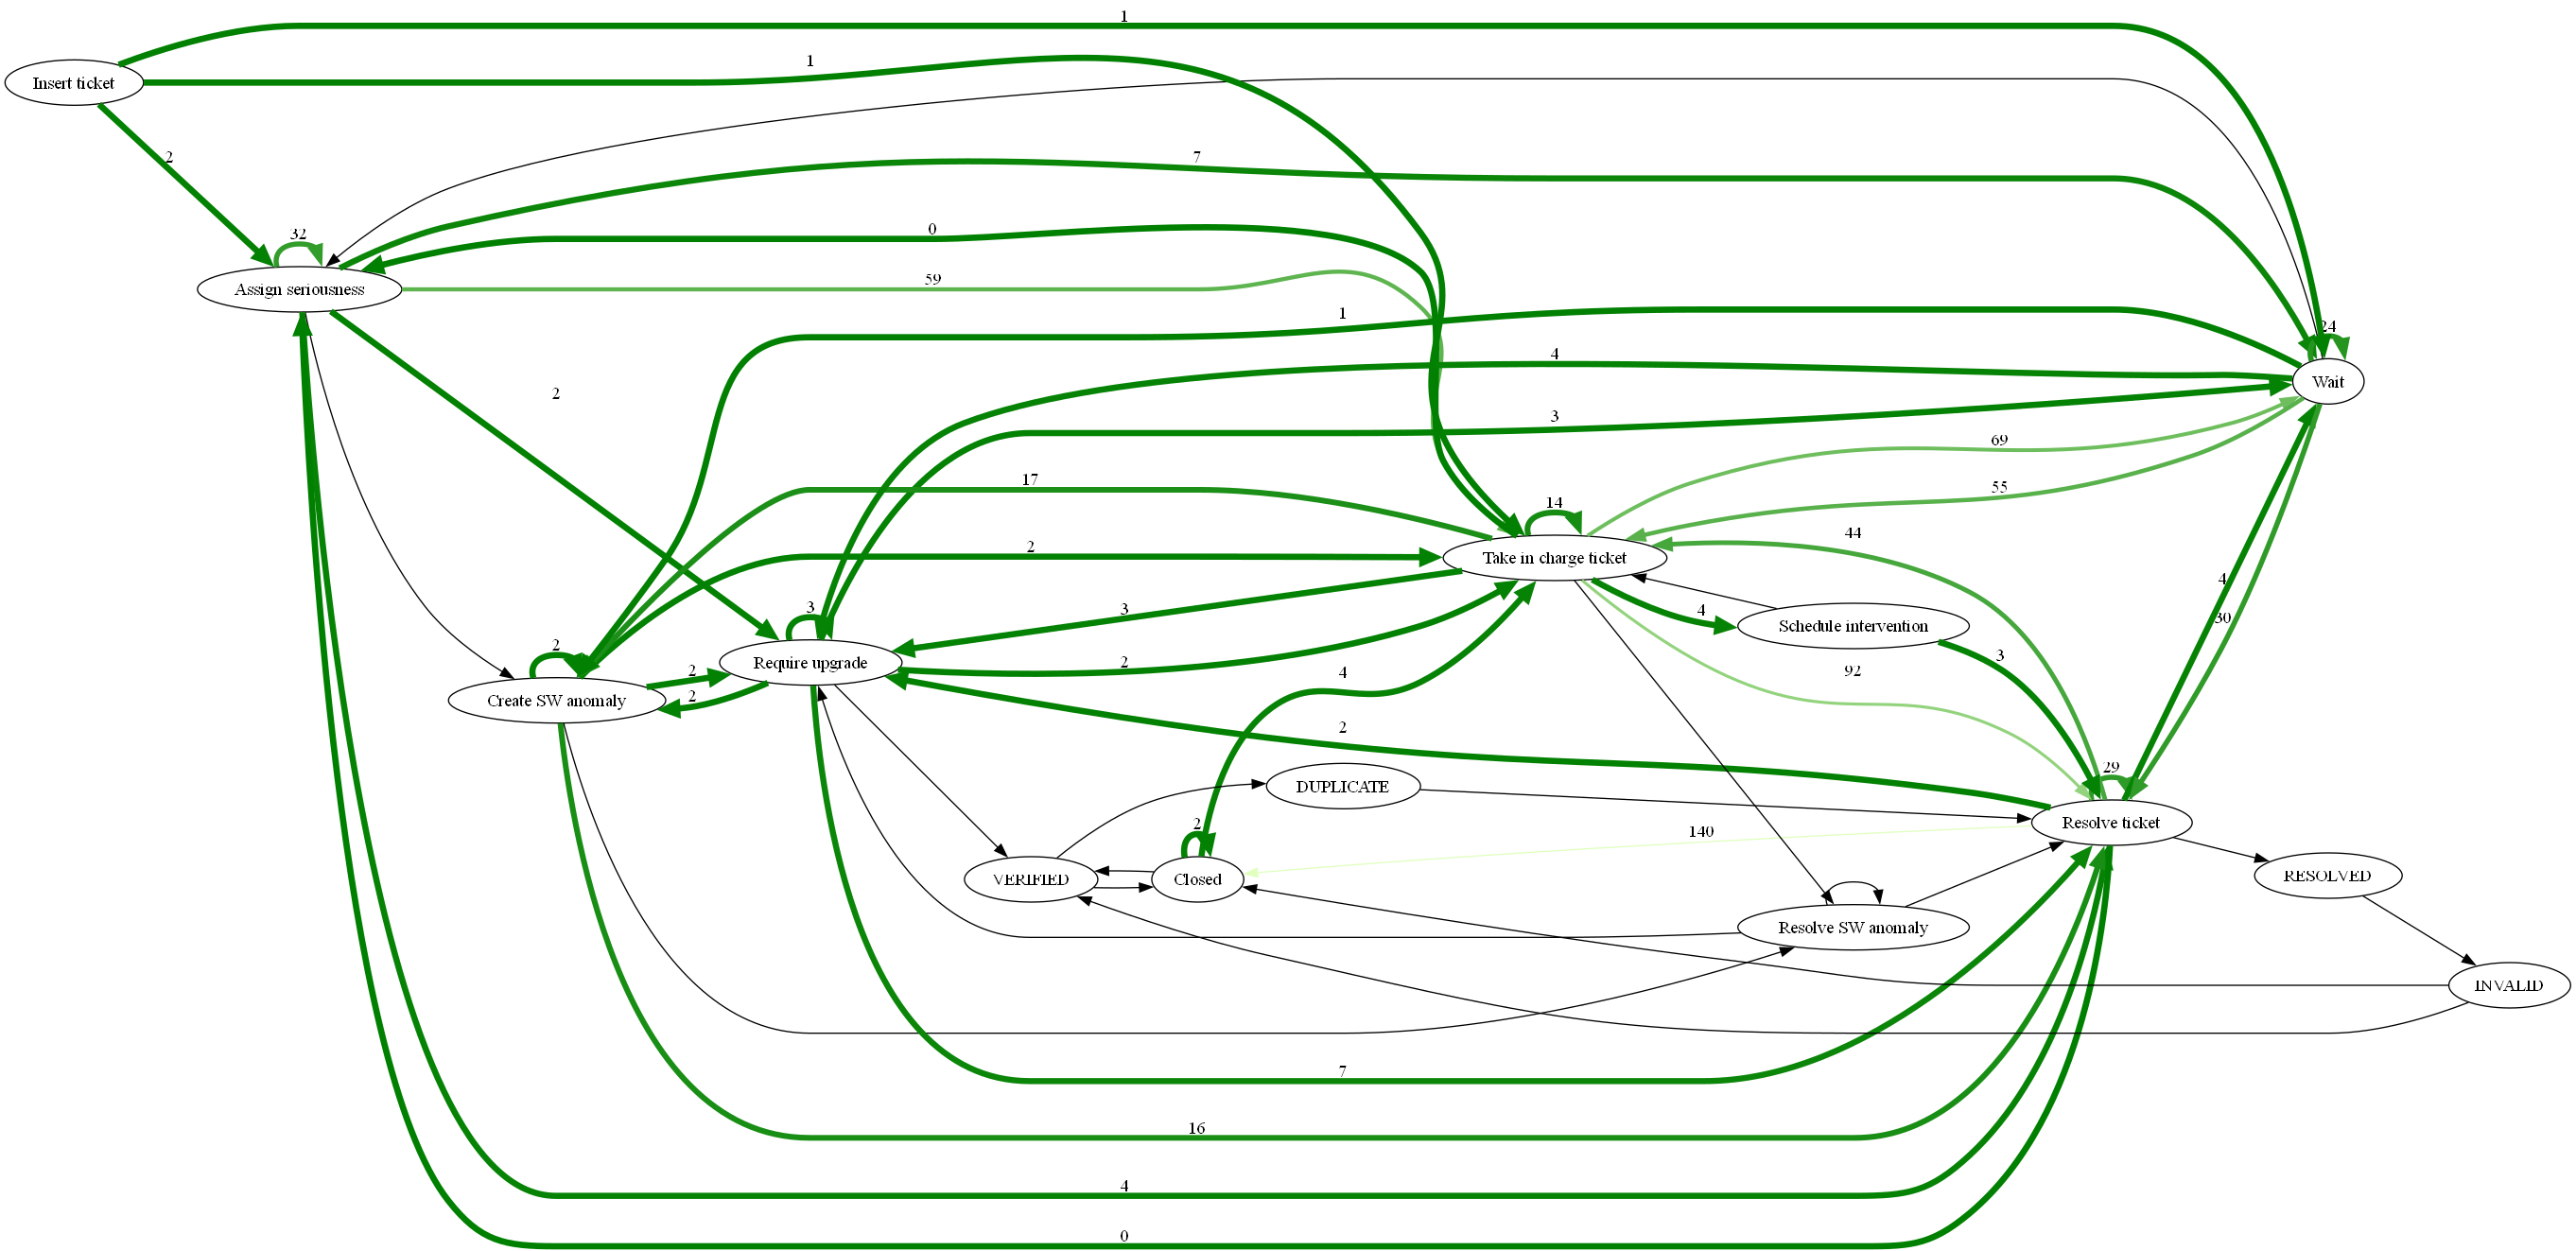 1
Insert ticket
1
2
7
32
0
Assign seriousness
59
1
24
4
Wait
3
2
69
17
55
14
44
2
Take in charge ticket
3
4
4
30
3
Schedule intervention
2
Require upgrade
2
3
2
4
92
2
Create SW anomaly
2
2
29
DUPLICATE
2
140
Resolve ticket
VERIFIED
Closed
RESOLVED
Resolve SW anomaly
INVALID
7
16
4
0